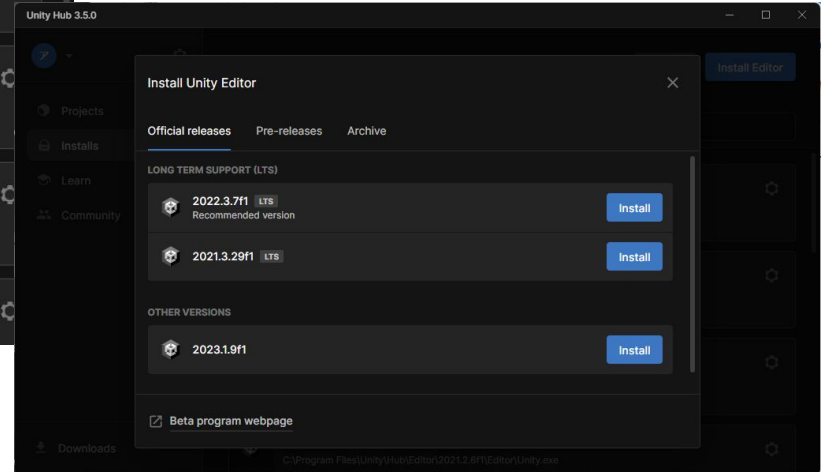 Unity Hub 3.5.0
Install Editor
Install Unity Editor
Official releases
Pre-releases
Archive
Projects
Installs
Learn
Community
LONG TERM SUPPORT (LTS)
2022.3.7f1 LTS
Recommended version
Install
2021.3.29f1 LTS
Install
OTHER VERSIONS
2023.1.9f1
Install
Beta program webpage
Downloads
C:\Program Files\Unity\Hub\Editor\2021.2.6f1\Editor\Unity.exe